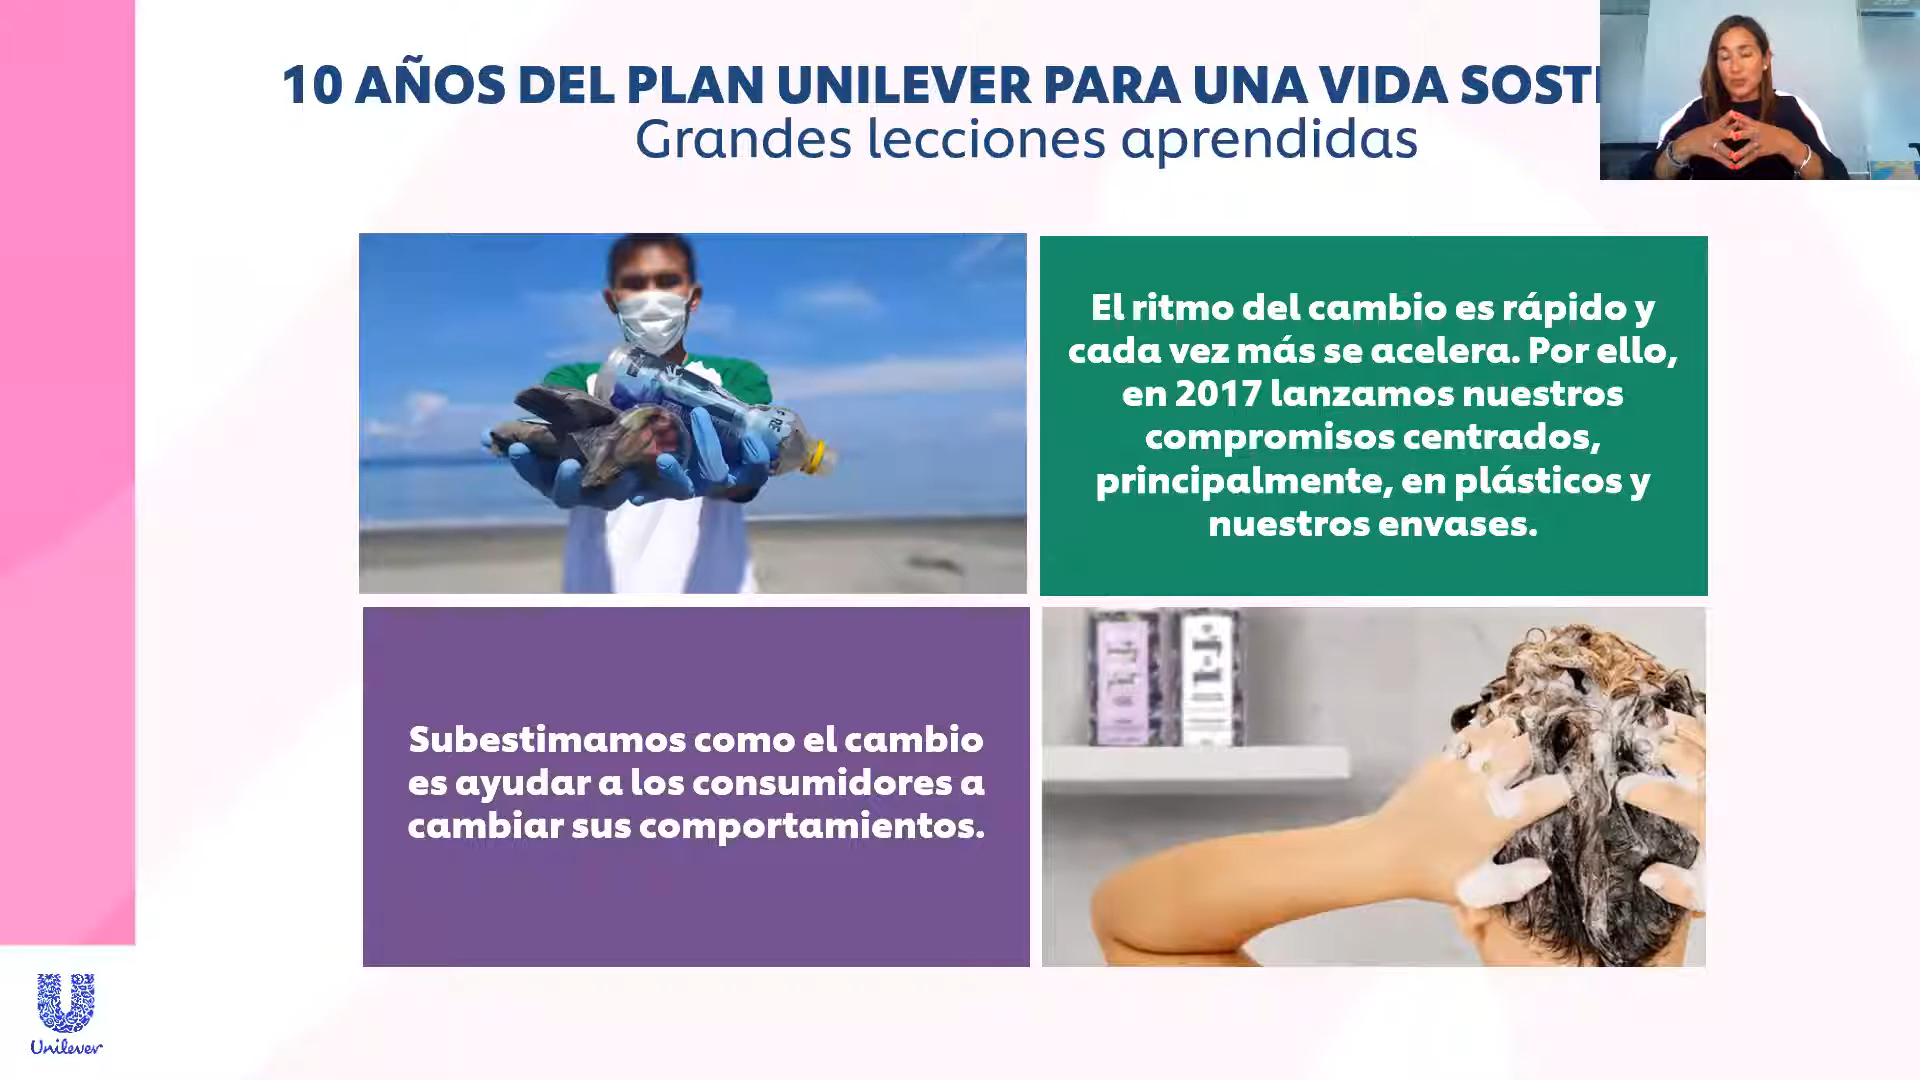 10 AÑOS DEL PLAN UNILEVER PARA UNA VIDA
Grandes lecciones aprendidas
El ritmo del cambio es rápido y
cada vez más se acelera. Por ello,
en 2017 lanzamos nuestros
compromisos centrados,
principalmente, en plásticos y
nuestros envases.
Subestimamos como el cambio
es ayudar a los consumidores a
cambiar sus comportamientos.
Unilever